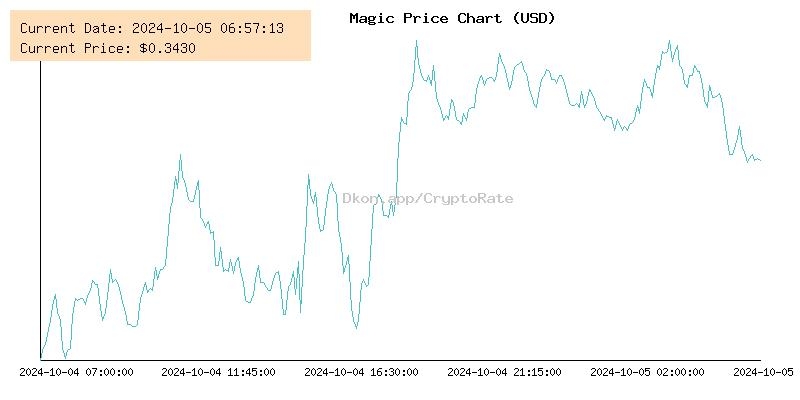 Magic Price Chart (USD)
Current Date: 2024-10-05 06:57:13
Current Price: $0.3430
Dkon.app/CryptoRate
2024-10-04 07:00:00
2024-10-04 11:45:00
2024-10-04 16:30:00
2024-10-04 21:15:00
2024-10-05 02:00:00
2024-10-05